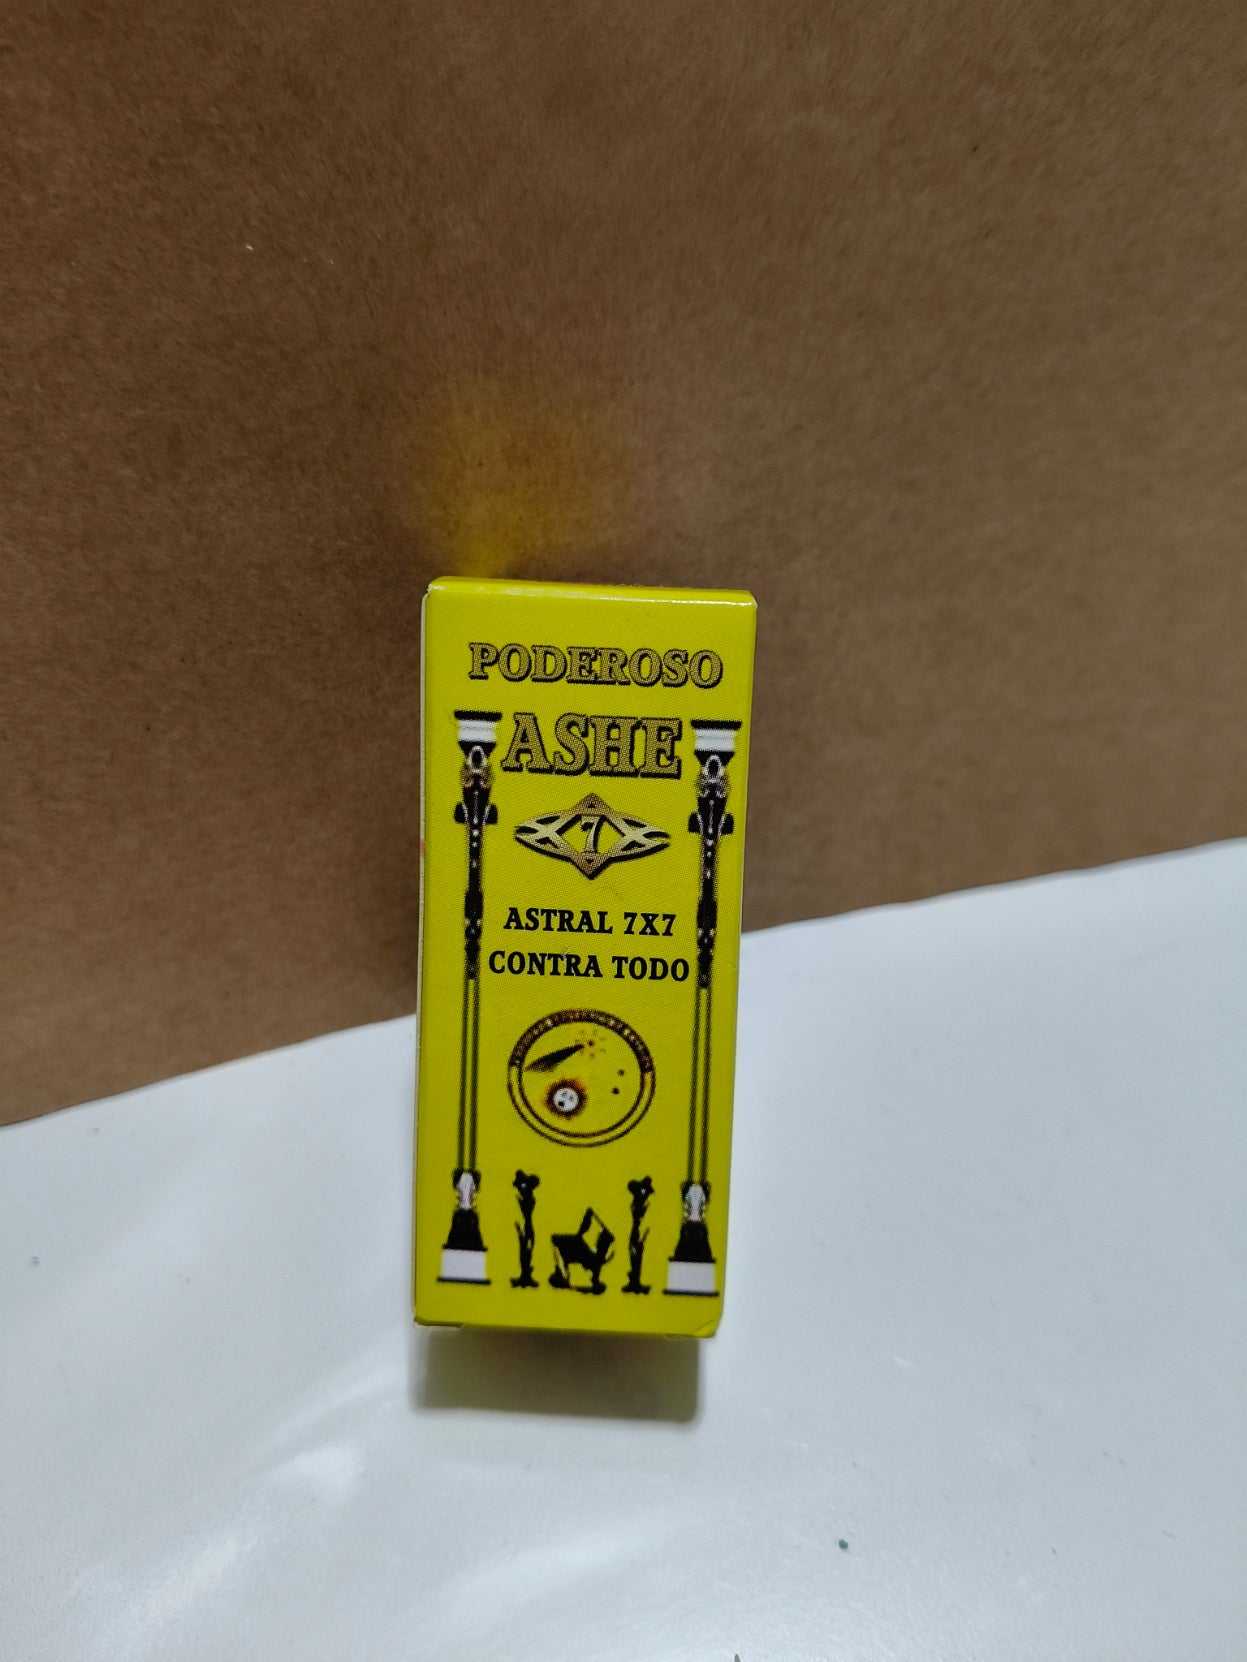 PODEROSO
ASHE
7
ASTRAL 7X7
CONTRA TODO